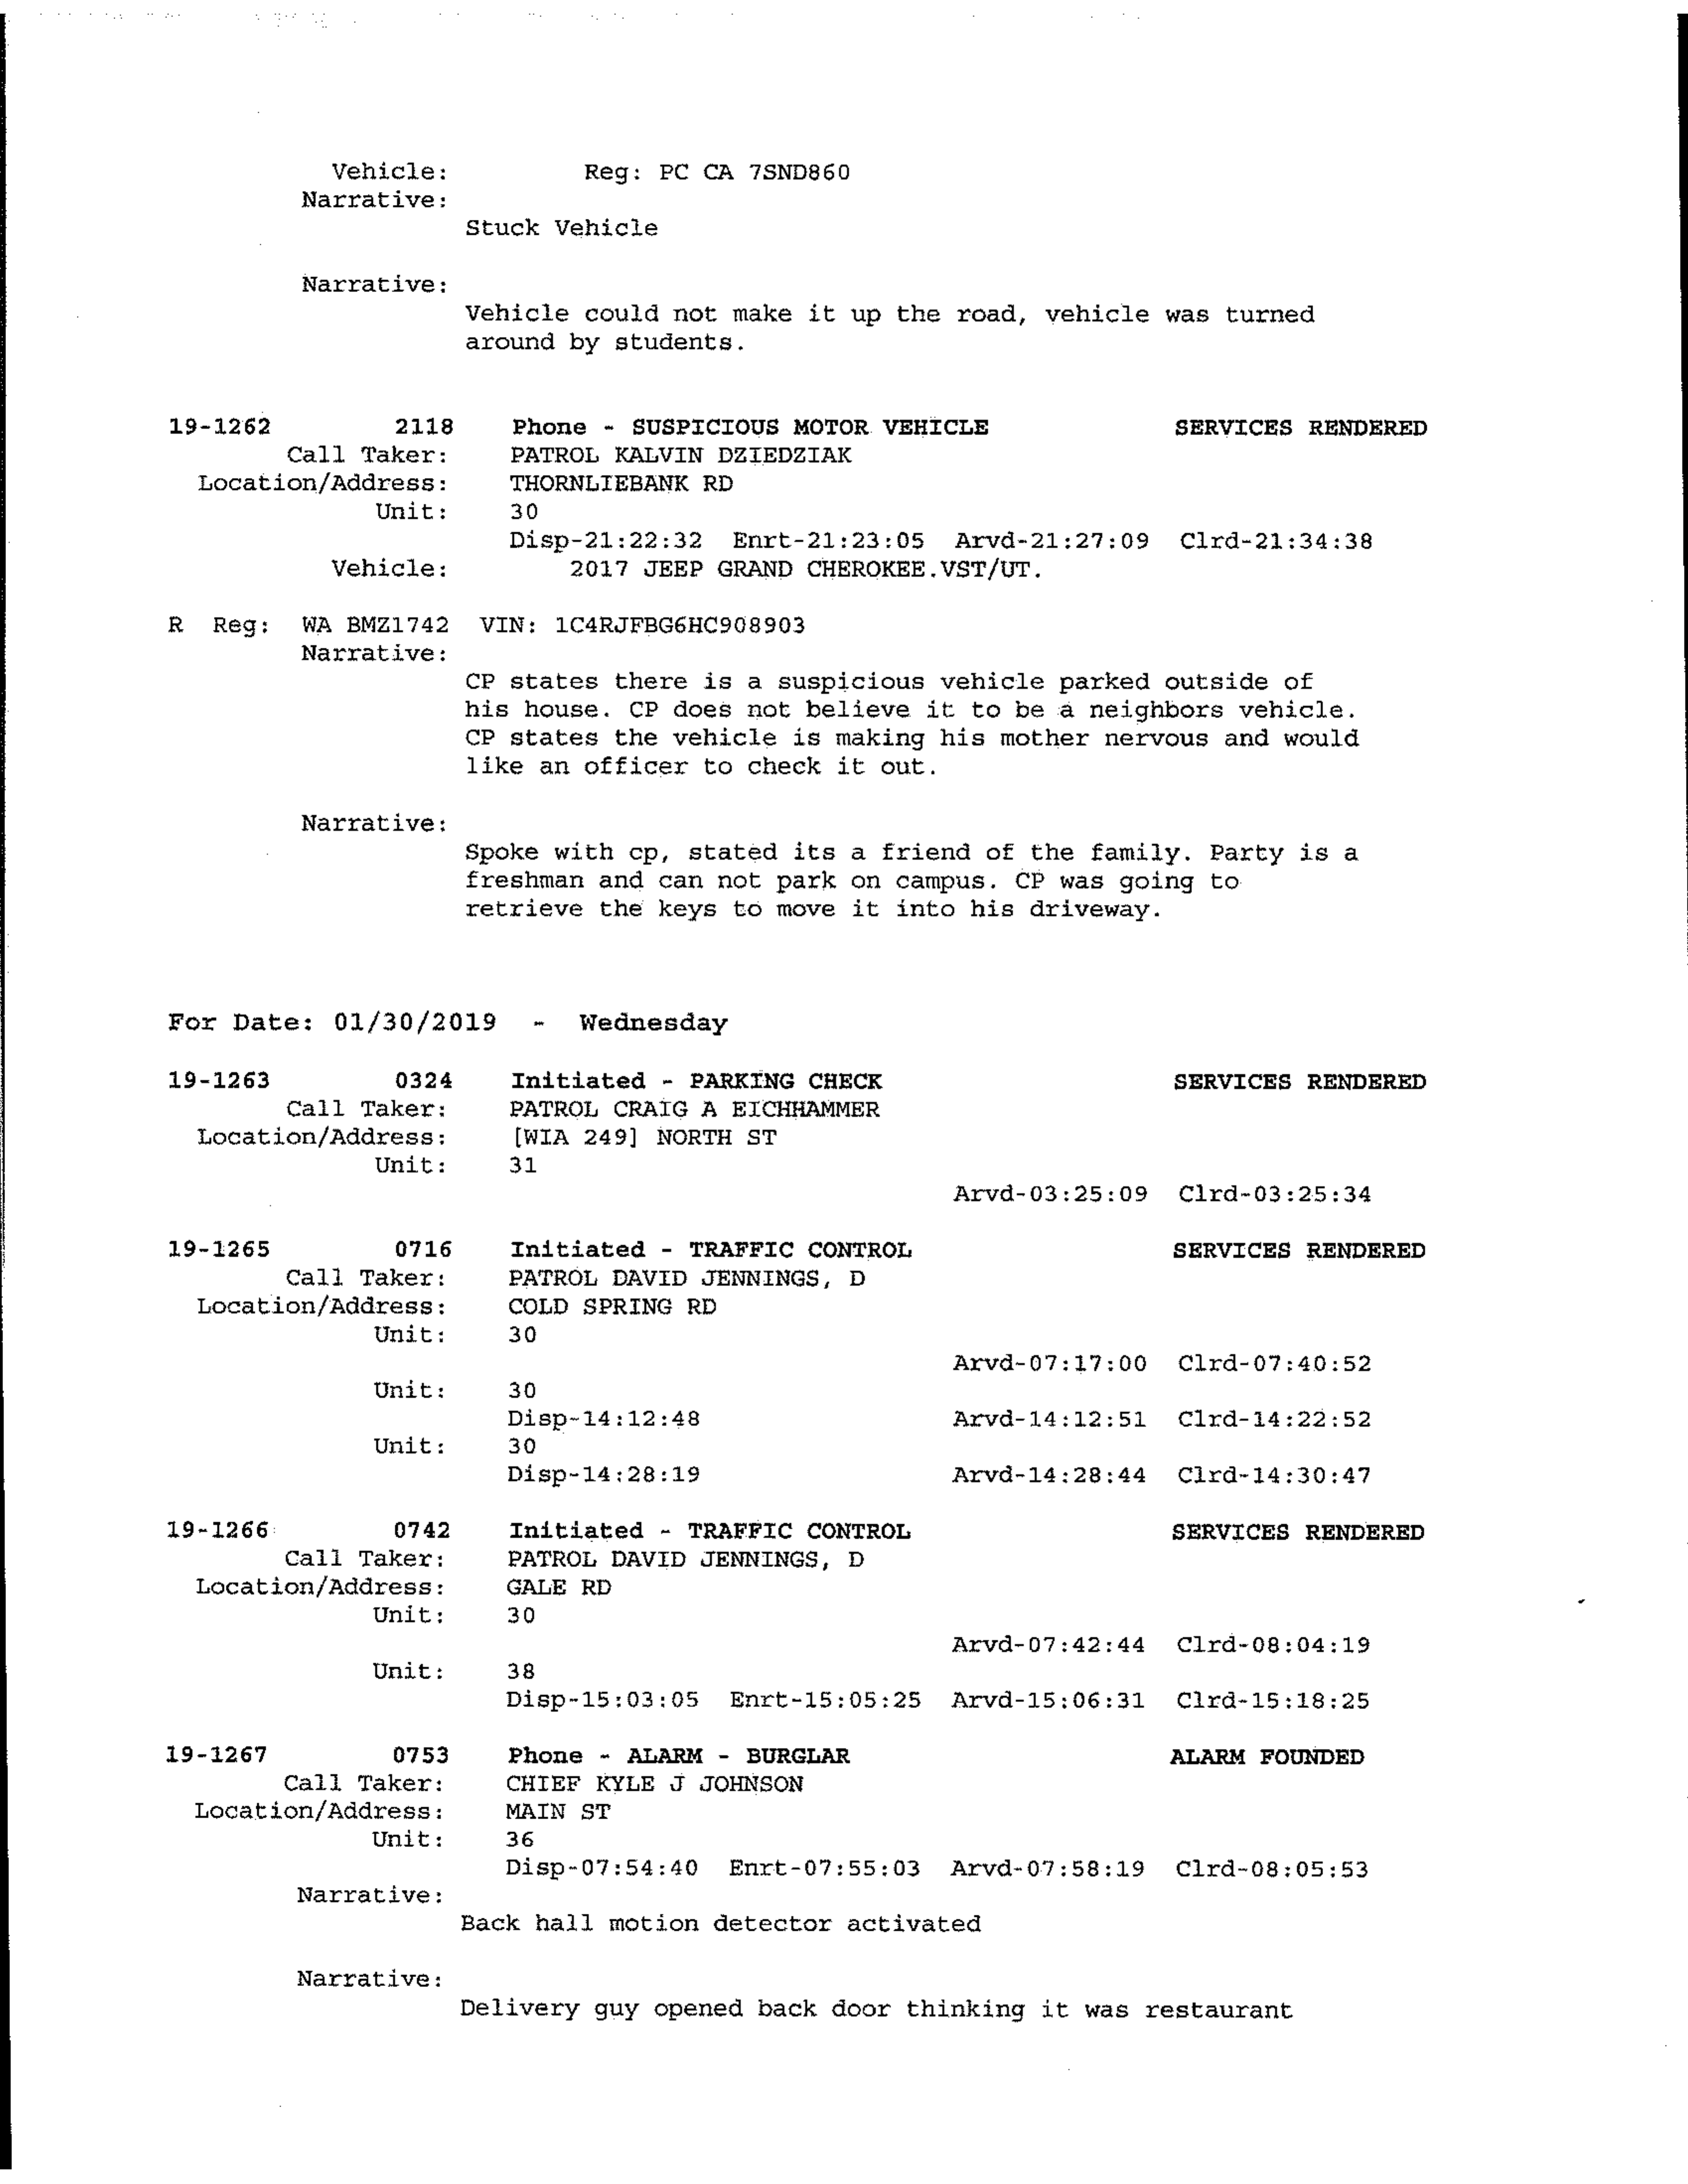 Vehicle: Reg: PC CA 7SND860
Narrative:
Stuck Vehicle
Narrative:
Vehicle could not make it up the road, vehicle was turned
around by students.
19-1262 2118 Phone - SUSPICIOUS MOTOR VEHICLE SERVICES RENDERED
Call Taker: PATROL KALVIN DZIEDZIAK
Location/Address: THORNLIEBANK RD
Unit: 30
Disp-21:22:32 Enrt-21:23:05 Arvd-21:27:09 Clrd-21:34:38
Vehicle: 2017 JEEP GRAND CHEROKEE.VST/UT.
R Reg: WA BMZ1742 VIN: 1C4RJFBG6HC908903
Narrative:
CP states there is a suspicious vehicle parked outside of
his house. CP does not believe it to be a neighbors vehicle.
CP states the vehicle is making his mother nervous and would
like an officer to check it out.
Narrative:
Spoke with cp, stated its a friend of the family. Party is a
freshman and can not park on campus. CP was going to
retrieve the keys to move it into his driveway.
For Date: 01/30/2019 - Wednesday
19-1263 0324 Initiated - PARKING CHECK SERVICES RENDERED
Call Taker: PATROL CRAIG A EICHHAMMER
Location/Address: [WIA 249] NORTH ST
Unit: 31
Arvd-03:25:09 Clrd-03:25:34
19-1265 0716 Initiated - TRAFFIC CONTROL SERVICES RENDERED
Call Taker: PATROL DAVID JENNINGS, D
Location/Address: COLD SPRING RD
Unit: 30
Arvd-07:17:00 Clrd-07:40:52
Unit: 30
Disp-14:12:48 Arvd-14:12:51 Clrd-14:22:52
Unit: 30
Disp-14:28:19 Arvd-14:28:44 Clrd-14:30:47
19-1266 0742 Initiated - TRAFFIC CONTROL SERVICES RENDERED
Call Taker: PATROL DAVID JENNINGS, D
Location/Address: GALE RD
Unit: 30
Arvd-07:42:44 Clrd-08:04:19
Unit: 38
Disp-15:03:05 Enrt-15:05:25 Arvd-15:06:31 Clrd-15:18:25
19-1267 0753 Phone - ALARM - BURGLAR ALARM FOUNDED
Call Taker: CHIEF KYLE J JOHNSON
Location/Address: MAIN ST
Unit: 36
Disp-07:54:40 Enrt-07:55:03 Arvd-07:58:19 Clrd-08:05:53
Narrative:
Back hall motion detector activated
Narrative:
Delivery guy opened back door thinking it was restaurant